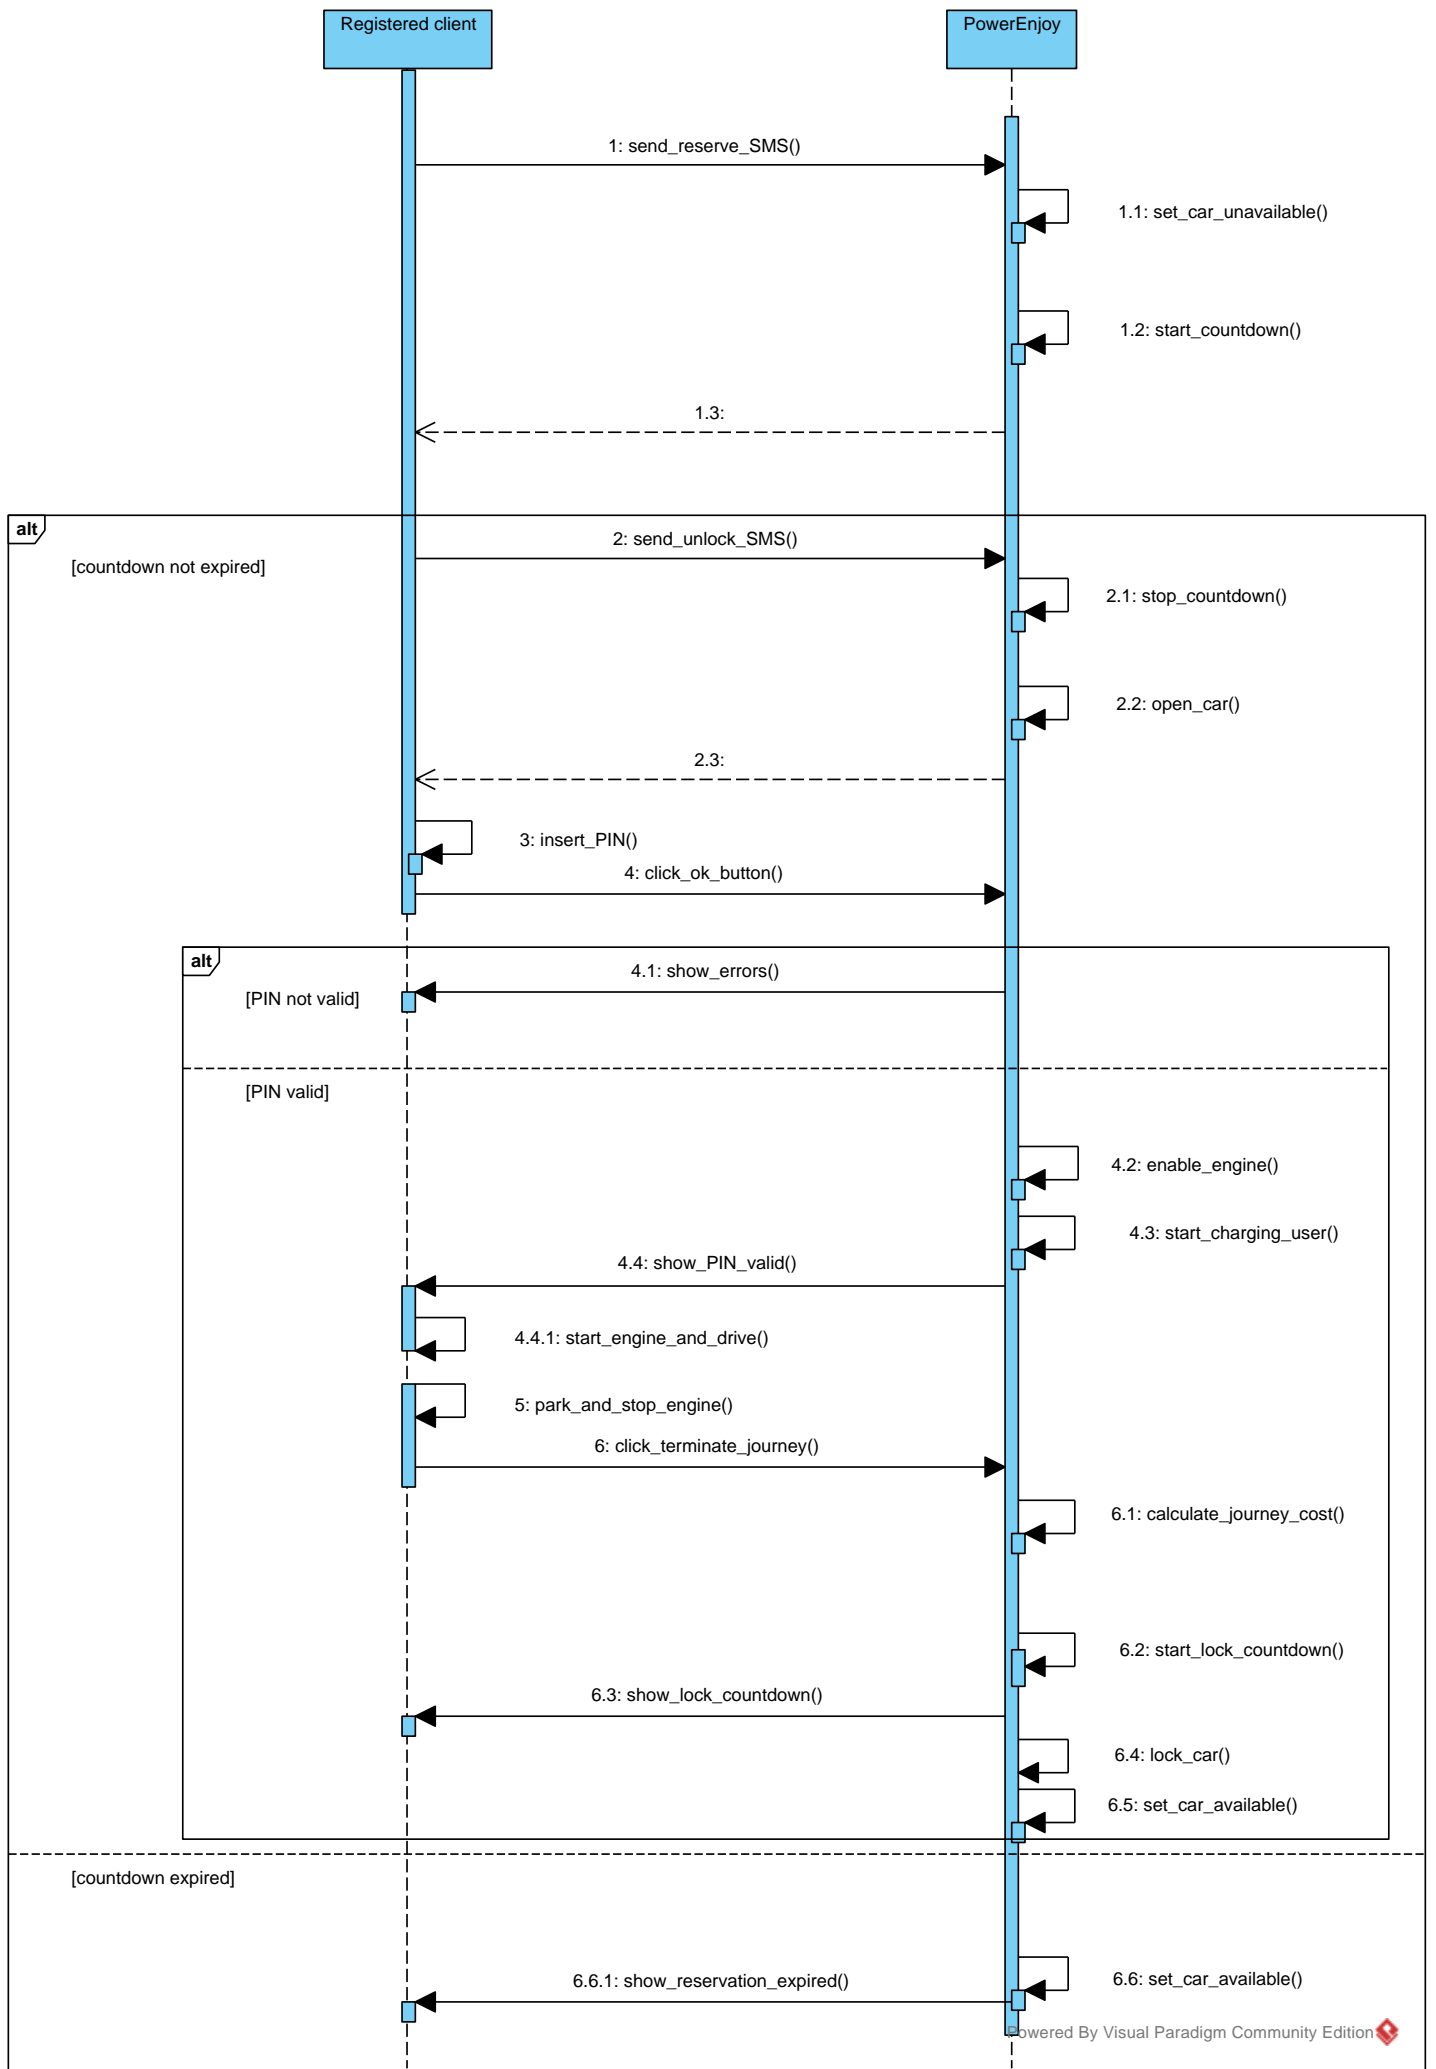 Registered client
PowerEnjoy
1: send_reserve_SMS()
1.1: set_car_unavailable()
1.2: start_countdown()
1.3:
alt
2: send_unlock_SMS()
[countdown not expired]
2.1: stop_countdown()
2.2: open_car()
2.3:
3: insert_PIN()
4: click_ok_button()
alt
4.1: show_errors()
[PIN not valid]
[PIN valid]
4.2: enable_engine()
4.3: start_charging_user()
4.4: show_PIN_valid()
4.4.1: start_engine_and_drive()
5: park_and_stop_engine()
6: click_terminate_journey()
6.1: calculate_journey_cost()
6.2: start_lock_countdown()
6.3: show_lock_countdown()
6.4: lock_car()
6.5: set_car_available()
[countdown expired]
6.6.1: show_reservation_expired()
6.6: set_car_available()
Powered By Visual Paradigm Community Edition